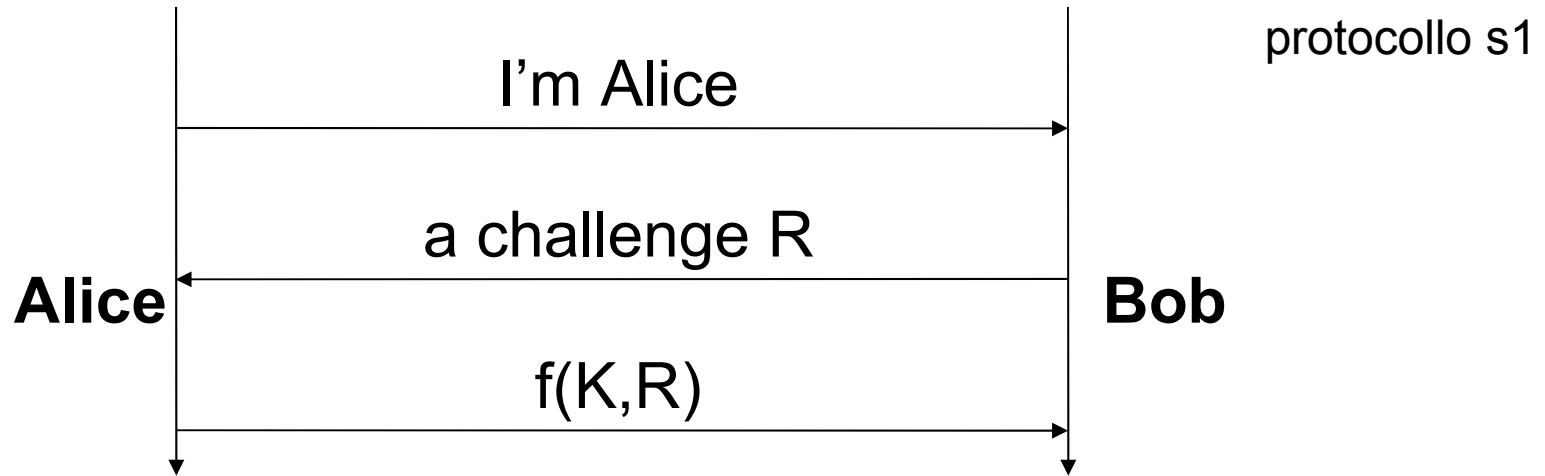 protocollo s1
I'm Alice
a challenge R
Alice
Bob
f(K,R)